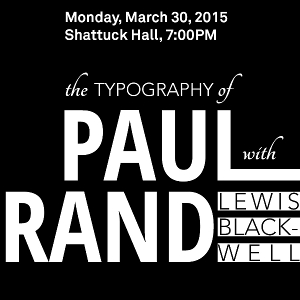 Monday, March 30, 2015
Shattuck Hall, 7:00PM
the TYPOGRAPHY of
PAUL
with
RAND
LEWIS
BLACK-
WELL